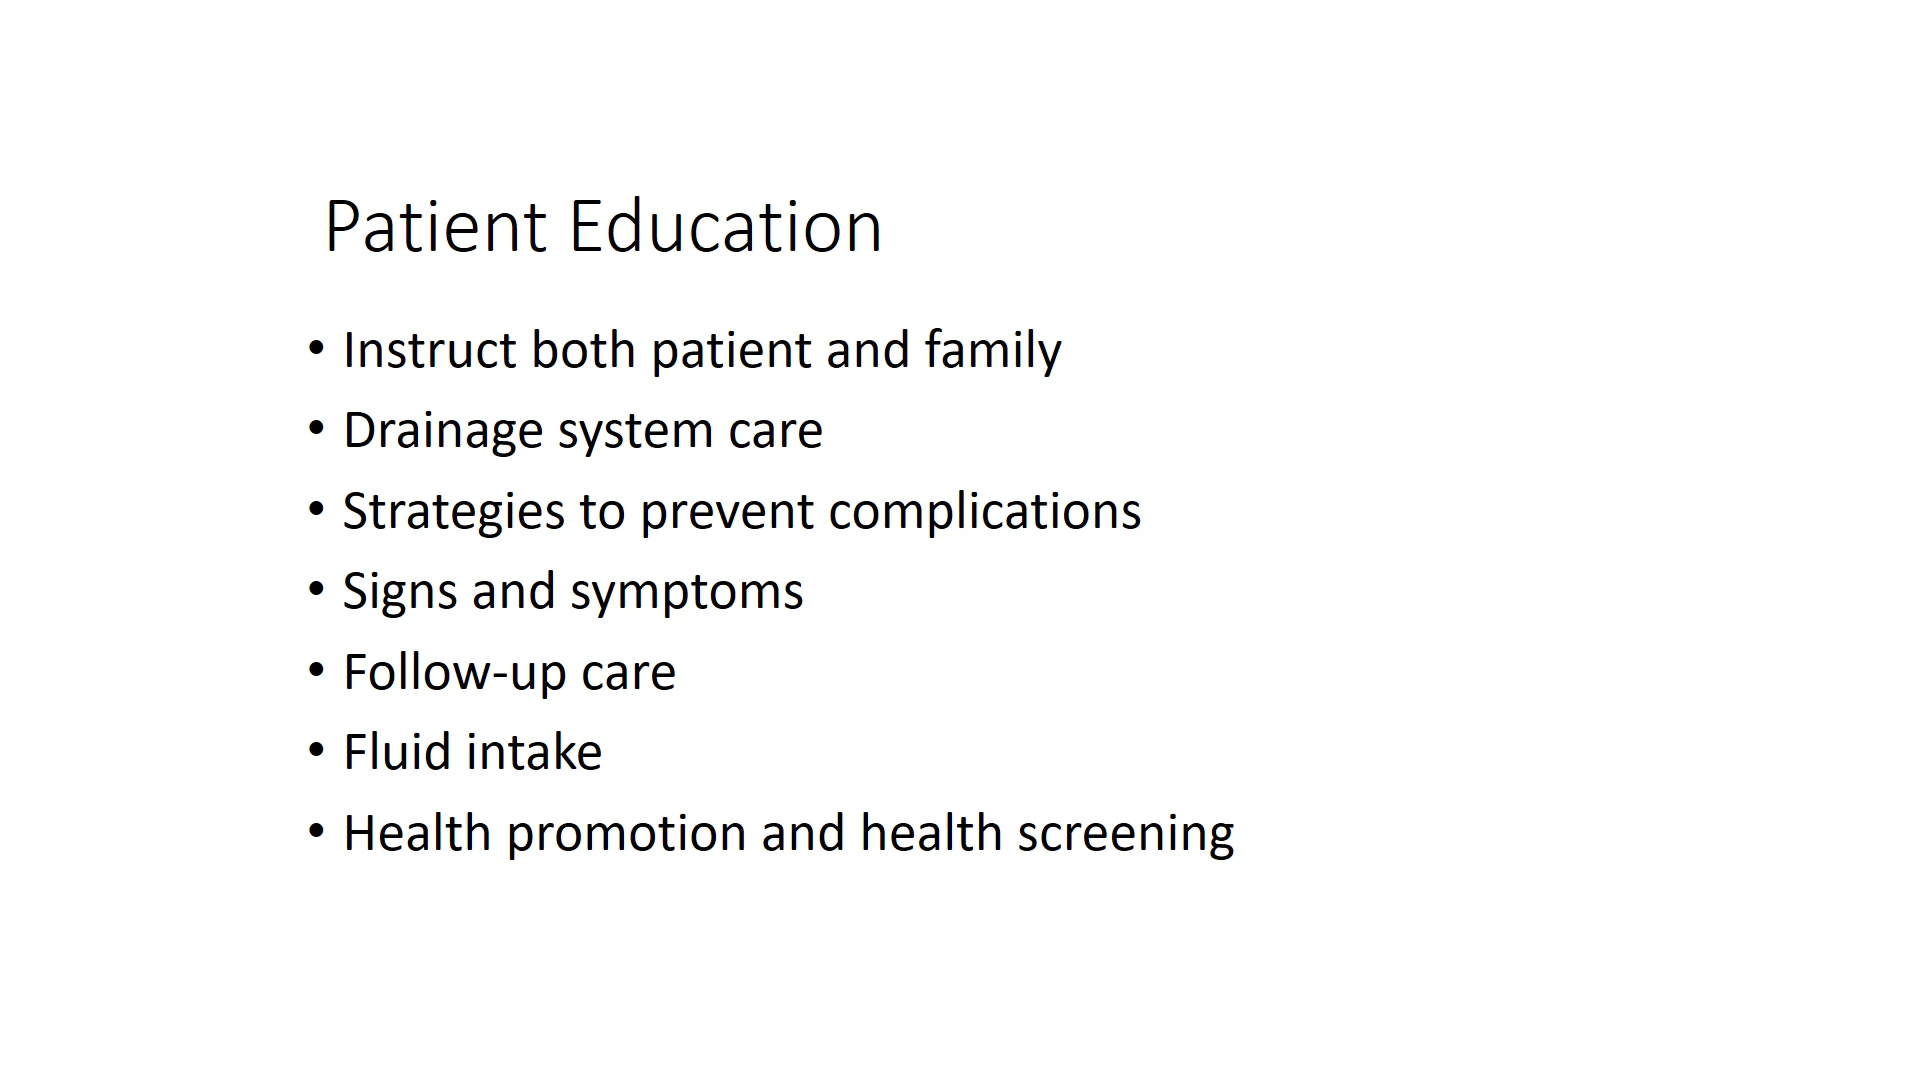 Patient Education
• Instruct both patient and family
• Drainage system care
• Strategies to prevent complications
• Signs and symptoms
• Follow-up care
• Fluid intake
• Health promotion and health screening